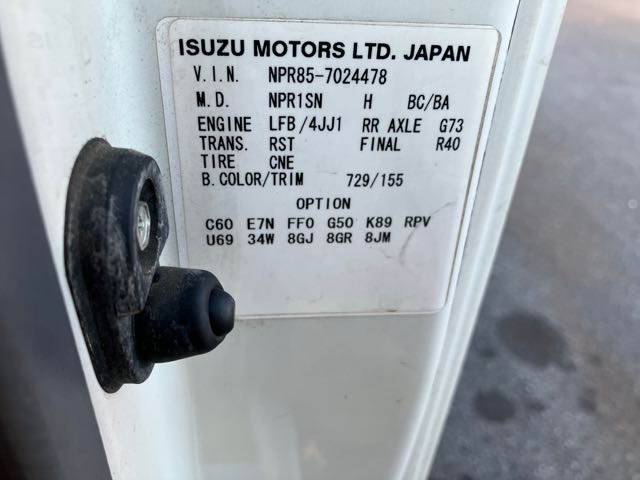 ISUZU MOTORS LTD. JAPAN
V.I.N. NPR85-7024478
M.D. NPR1SN H BC/BA
ENGINE LFB/4JJ1 RR AXLE G73
TRANS. RST FINAL R40
TIRE CNE
B.COLOR/TRIM 729/155
OPTION
C60 E7N FF0 G50 K89 RPV
U69 34W 8GJ 8GR 8JM